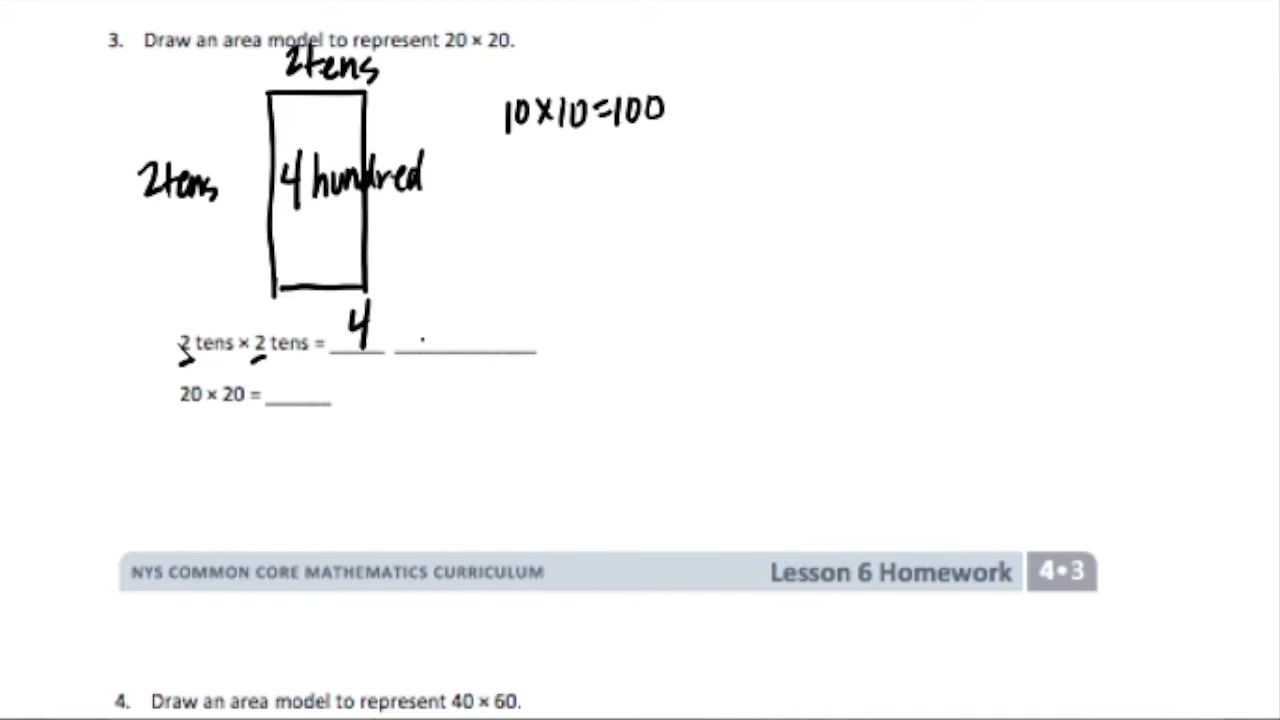 3. Draw an area model to represent 20 × 20.
2tens
10×10=100
2tens
4 hundred
2 tens × 2 tens = 4 ____
20 × 20 = ____
NYS COMMON CORE MATHEMATICS CURRICULUM
Lesson 6 Homework 4•3
4. Draw an area model to represent 40 × 60.